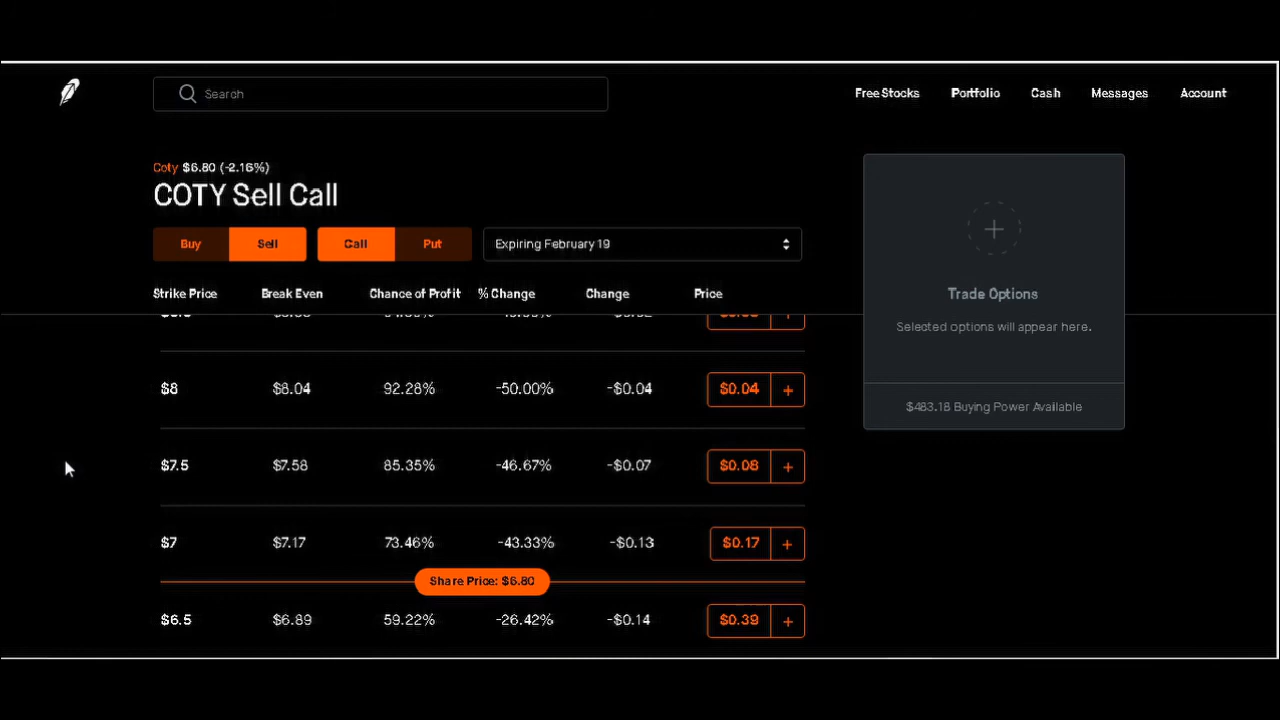 Search
Free Stocks Portfolio Cash Messages Account
Coty $6.80 (-2.16%)
COTY Sell Call
Buy Sell Call Put Expiring February 19
Strike Price Break Even Chance of Profit % Change Change Price
$8 $8.04 92.28% -50.00% -$0.04 $0.04 +
$7.5 $7.58 85.35% -46.67% -$0.07 $0.08 +
$7 $7.17 73.46% -43.33% -$0.13 $0.17 +
Share Price: $6.80
$6.5 $6.89 59.22% -26.42% -$0.14 $0.39 +
Trade Options
Selected options will appear here.
$483.18 Buying Power Available